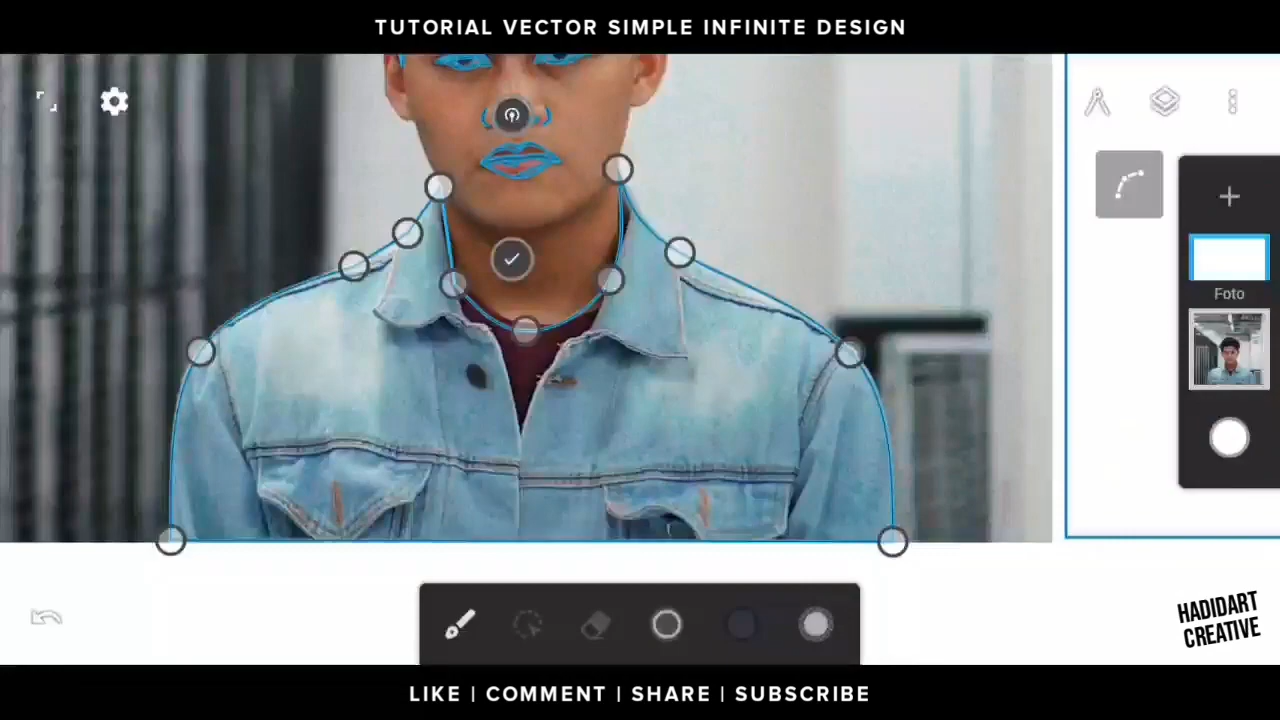 TUTORIAL VECTOR SIMPLE INFINITE DESIGN
Foto
HADIDART
CREATIVE
LIKE | COMMENT | SHARE | SUBSCRIBE